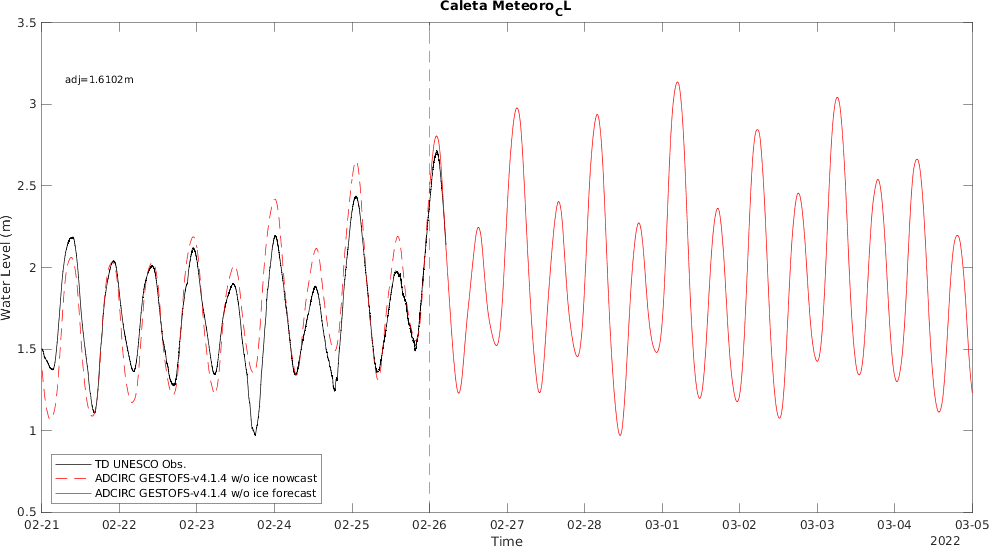 Caleta MeteoroCL
3.5
adj=1.6102m
3
2.5
2
Water Level (m)
1.5
1
TD UNESCO Obs.
ADCIRC GESTOFS-v4.1.4 w/o ice nowcast
ADCIRC GESTOFS-v4.1.4 w/o ice forecast
0.5
02-21 02-22 02-23 02-24 02-25 02-26 02-27 02-28 03-01 03-02 03-03 03-04 03-05
Time
2022